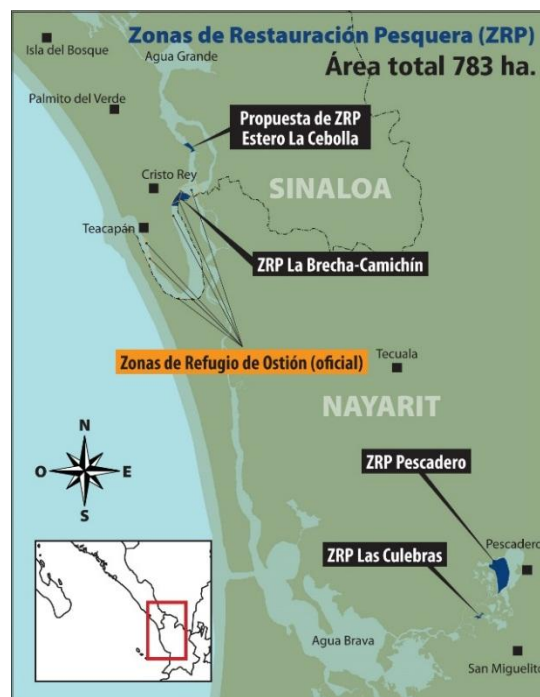 Zonas de Restauración Pesquera (ZRP)
Área total 783 ha.
Isla del Bosque
Agua Grande
Palmito del Verde
Propuesta de ZRP
Estero La Cebolla
Cristo Rey
SINALOA
Teacapán
ZRP La Brecha-Camichín
Zonas de Refugio de Ostión (oficial)
Tecuala
NAYARIT
N
O
E
S
ZRP Pescadero
Pescadero
ZRP Las Culebras
Agua Brava
San Miguelito